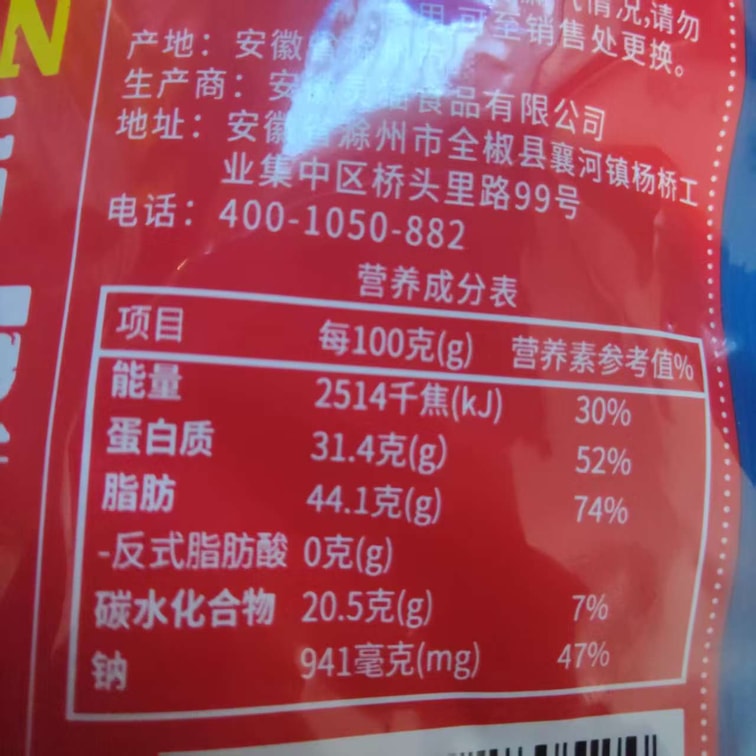 气情况,请勿
用,可至销售处更换。
产地：安徽
生产商：安 食品有限公司
地址：安徽省滁州市全椒县襄河镇杨桥工
业集中区桥头里路99号
电话：400-1050-882
营养成分表
项目 每100克(g) 营养素参考值%
能量 2514千焦(kJ) 30%
蛋白质 31.4克(g) 52%
脂肪 44.1克(g) 74%
-反式脂肪酸 0克(g)
碳水化合物 20.5克(g) 7%
钠 941毫克(mg) 47%